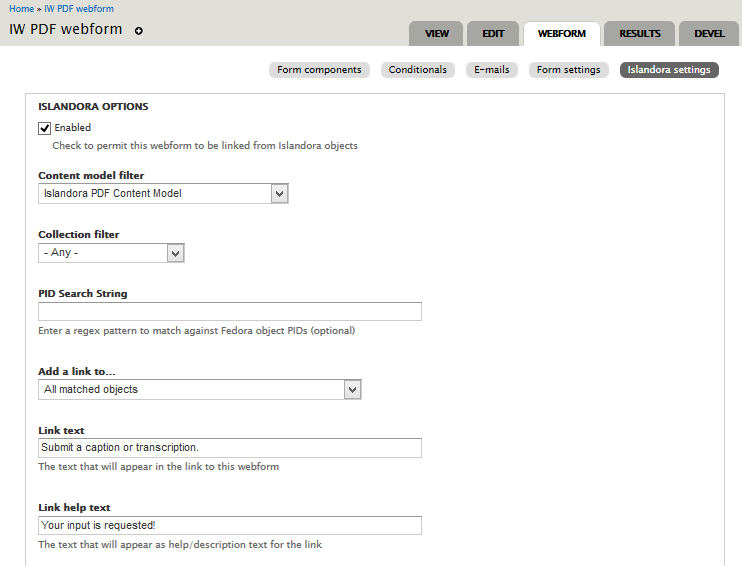 Home » IW PDF webform
IW PDF webform
VIEW EDIT WEBFORM RESULTS DEVEL
Form components Conditionals E-mails Form settings Islandora settings
ISLANDORA OPTIONS
Enabled
Check to permit this webform to be linked from Islandora objects
Content model filter
Islandora PDF Content Model
Collection filter
- Any -
PID Search String
Enter a regex pattern to match against Fedora object PIDs (optional)
Add a link to...
All matched objects
Link text
Submit a caption or transcription.
The text that will appear in the link to this webform
Link help text
Your input is requested!
The text that will appear as help/description text for the link